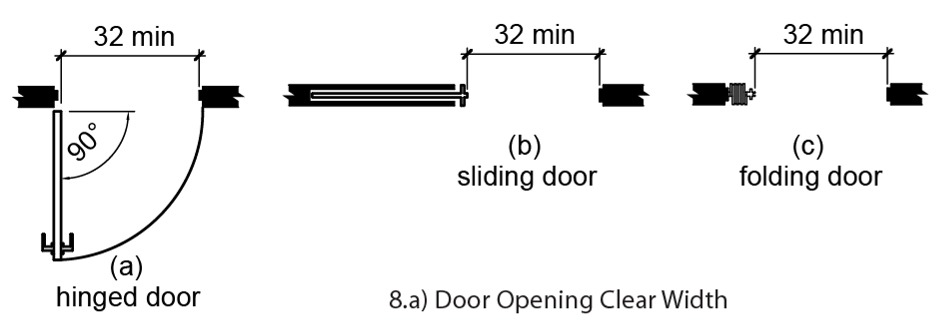 32 min
32 min
32 min
90°
(a)
hinged door
(b)
sliding door
(c)
folding door
8.a) Door Opening Clear Width